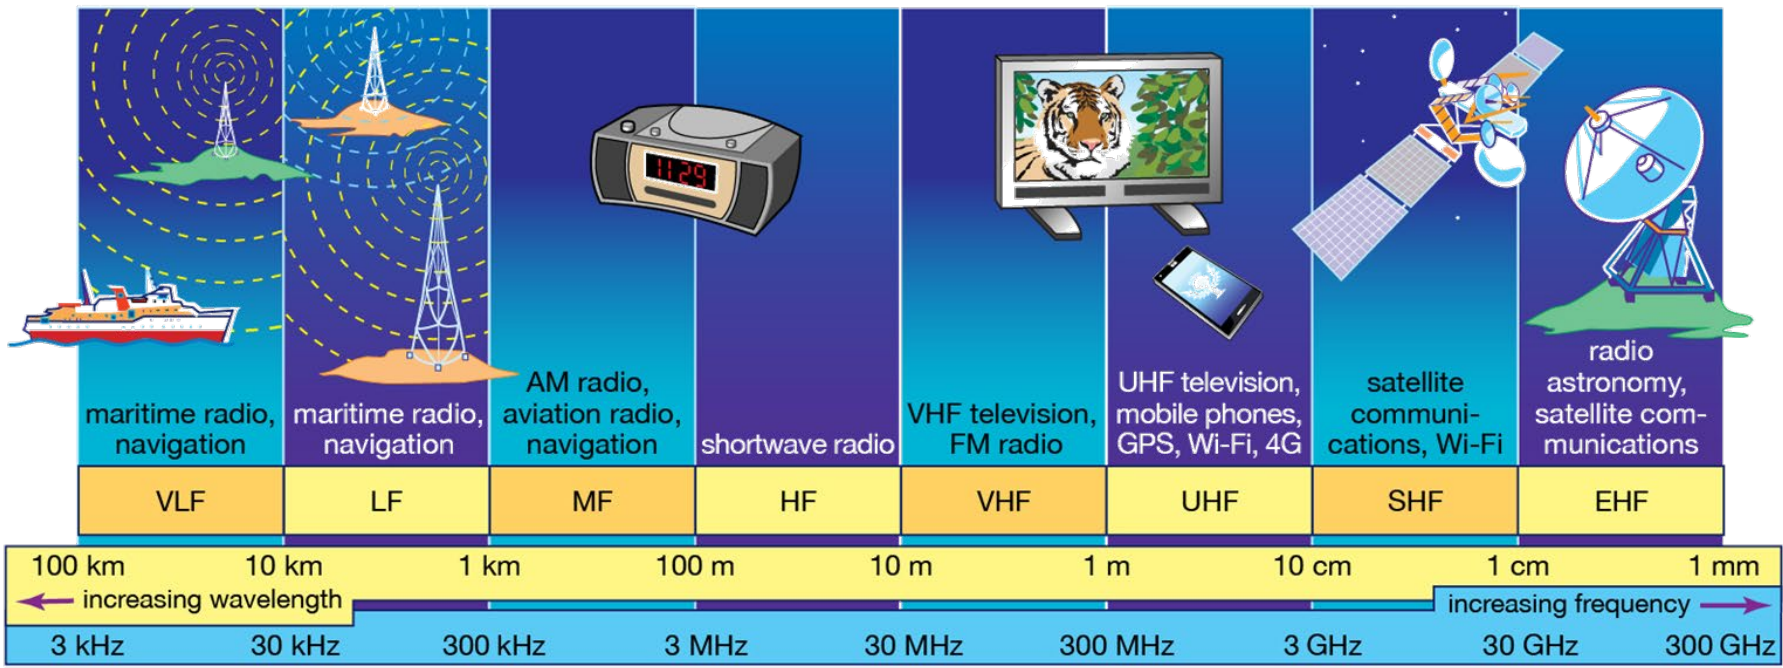 11:29
maritime radio,
navigation
maritime radio,
navigation
AM radio,
aviation radio,
navigation
shortwave radio
VHF television,
FM radio
UHF television,
mobile phones,
GPS, Wi-Fi, 4G
satellite
communi-
cations, Wi-Fi
radio
astronomy,
satellite com-
munications
VLF LF MF HF VHF UHF SHF EHF
100 km 10 km 1 km 100 m 10 m 1 m 10 cm 1 cm 1 mm
increasing wavelength
increasing frequency
3 kHz 30 kHz 300 kHz 3 MHz 30 MHz 300 MHz 3 GHz 30 GHz 300 GHz